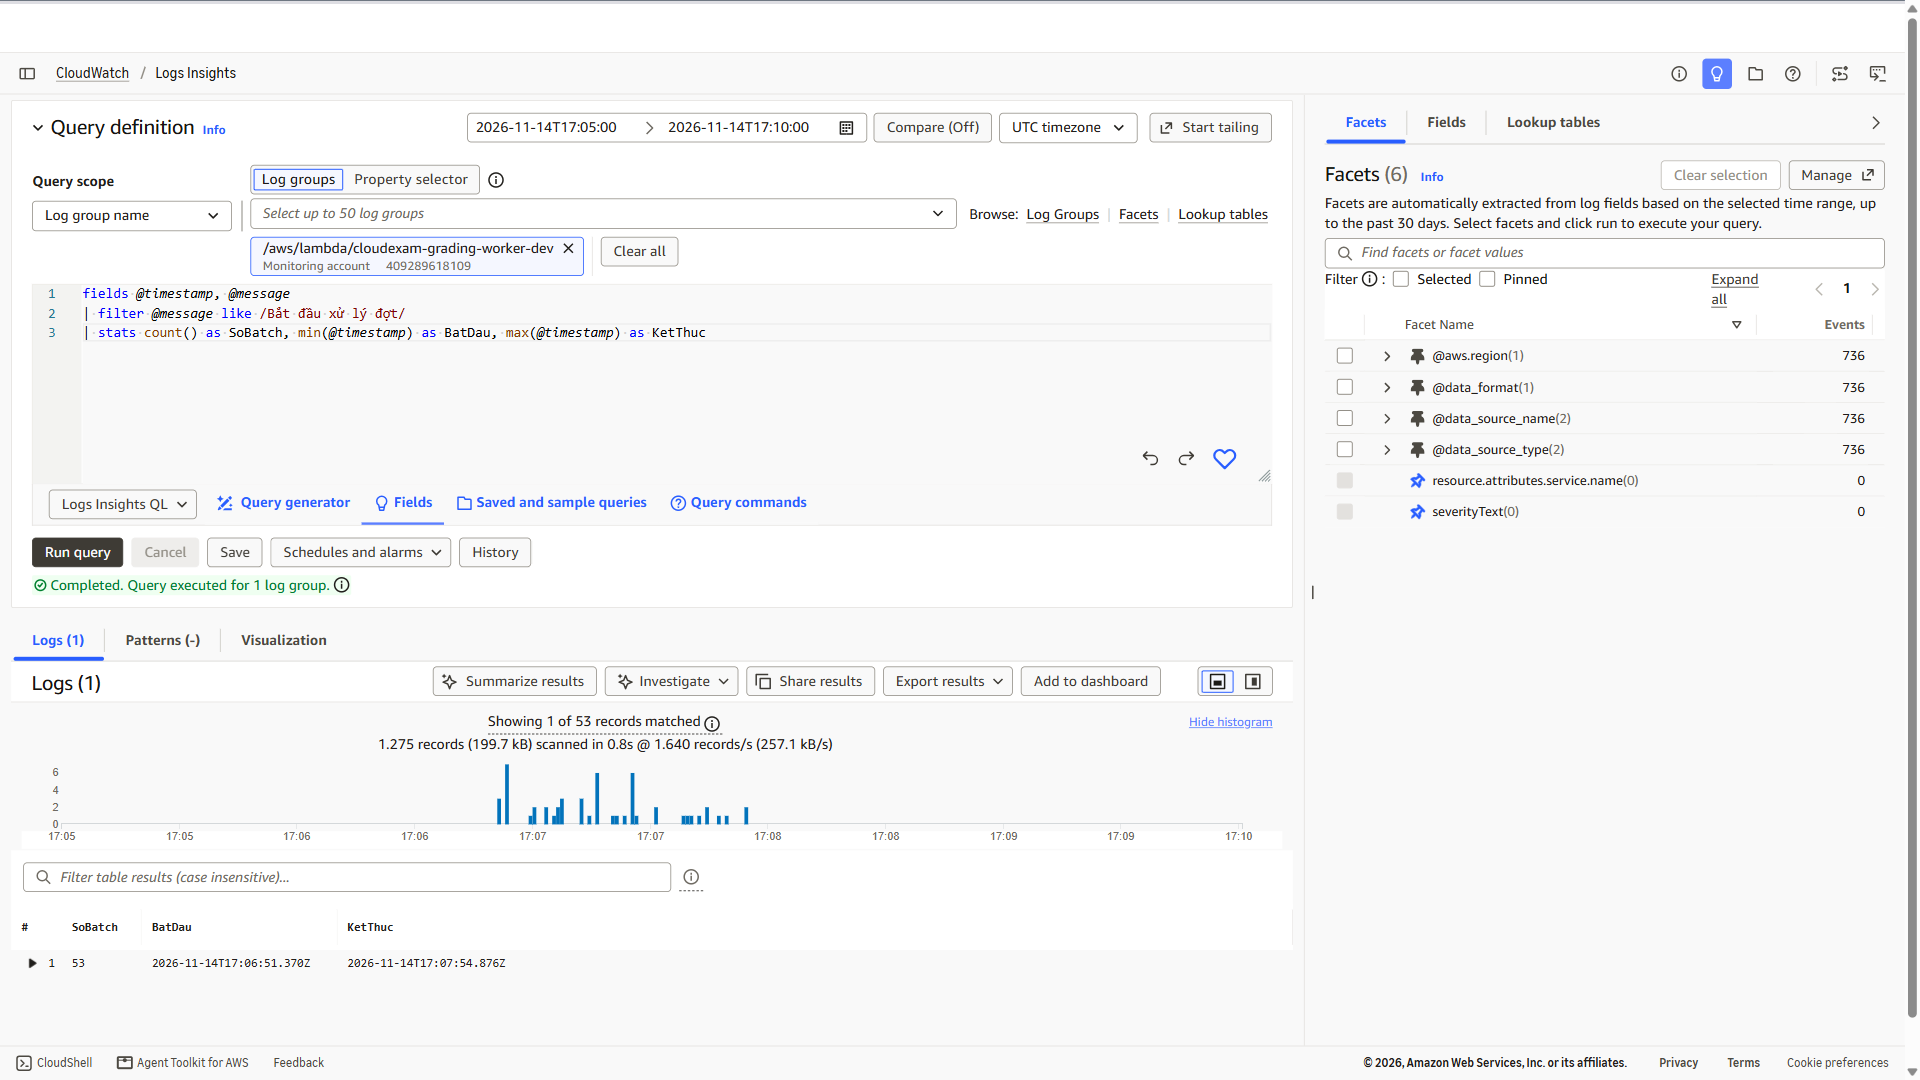 CloudWatch / Logs Insights
Query definition Info
2026-11-14T17:05:00 2026-11-14T17:10:00
Compare (Off)
UTC timezone
Start tailing
Query scope
Log groups Property selector
Log group name
Select up to 50 log groups
Browse: Log Groups | Facets | Lookup tables
/aws/lambda/cloudexam-grading-worker-dev
Monitoring account 409289618109
Clear all
1 fields @timestamp, @message
2 | filter @message like /Bắt đầu xử lý đợt/
3 | stats count() as SoBatch, min(@timestamp) as BatDau, max(@timestamp) as KetThuc
Logs Insights QL
Query generator
Fields
Saved and sample queries
Query commands
Run query
Cancel
Save
Schedules and alarms
History
Completed. Query executed for 1 log group.
Logs (1)
Patterns (-)
Visualization
Logs (1)
Summarize results
Investigate
Share results
Export results
Add to dashboard
Showing 1 of 53 records matched
Hide histogram
1.275 records (199.7 kB) scanned in 0.8s @ 1.640 records/s (257.1 kB/s)
6
4
2
0
17:05 17:05 17:06 17:06 17:07 17:07 17:08 17:08 17:09 17:09 17:10
Filter table results (case insensitive)...
# SoBatch BatDau KetThuc
1 53 2026-11-14T17:06:51.370Z 2026-11-14T17:07:54.876Z
Facets
Fields
Lookup tables
Facets (6) Info
Clear selection
Manage
Facets are automatically extracted from log fields based on the selected time range, up
to the past 30 days. Select facets and click run to execute your query.
Find facets or facet values
Filter : Selected Pinned
Expand
all
1
Facet Name Events
@aws.region(1) 736
@data_format(1) 736
@data_source_name(2) 736
@data_source_type(2) 736
resource.attributes.service.name(0) 0
severityText(0) 0
CloudShell
Agent Toolkit for AWS
Feedback
© 2026, Amazon Web Services, Inc. or its affiliates.
Privacy
Terms
Cookie preferences